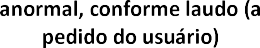 anormal, conforme laudo (a
pedido do usuário)